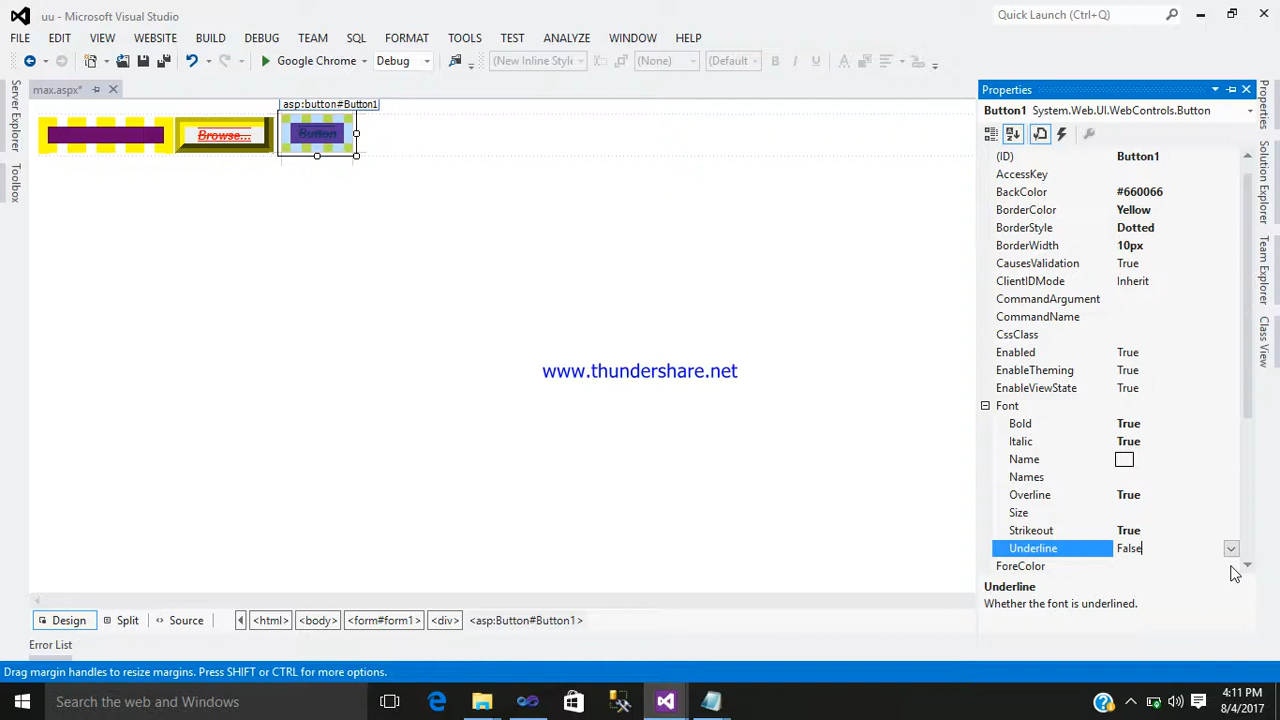 uu - Microsoft Visual Studio
Quick Launch (Ctrl+Q)
FILE EDIT VIEW WEBSITE BUILD DEBUG TEAM SQL FORMAT TOOLS TEST ANALYZE WINDOW HELP
Google Chrome Debug (New Inline Style (None) (Default B I U A
max.aspx*
Properties
asp:button#Button1
Button1 System.Web.UI.WebControls.Button
Browse...
Button
(ID) Button1
AccessKey
BackColor #660066
BorderColor Yellow
BorderStyle Dotted
BorderWidth 10px
CausesValidation True
ClientIDMode Inherit
CommandArgument
CommandName
CssClass
Enabled True
EnableTheming True
EnableViewState True
Font
Bold True
Italic True
Name
Names
Overline True
Size
Strikeout True
Underline False
ForeColor
Underline
Whether the font is underlined.
www.thundershare.net
Server Explorer
Toolbox
Properties
Solution Explorer
Team Explorer
Class View
Design Split Source <html> <body> <form#form1> <div> <asp:Button#Button1>
Error List
Drag margin handles to resize margins. Press SHIFT or CTRL for more options.
Search the web and Windows
4:11 PM
8/4/2017